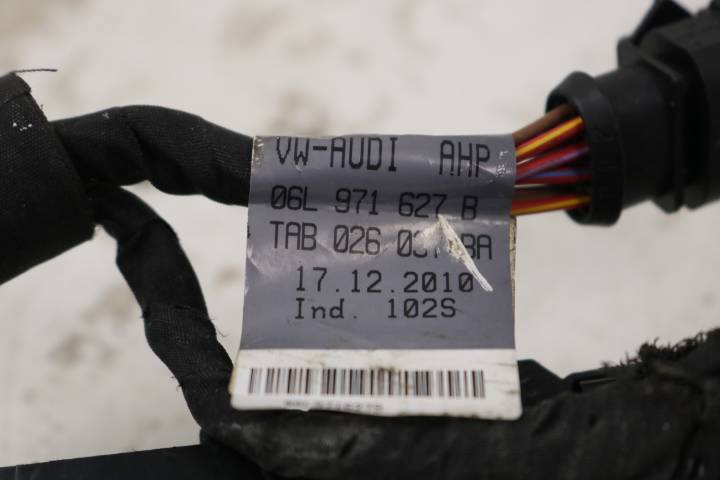 VW-AUDI AHP
06L 971 627 B
TAB 026
17.12.2010
Ind. 102S